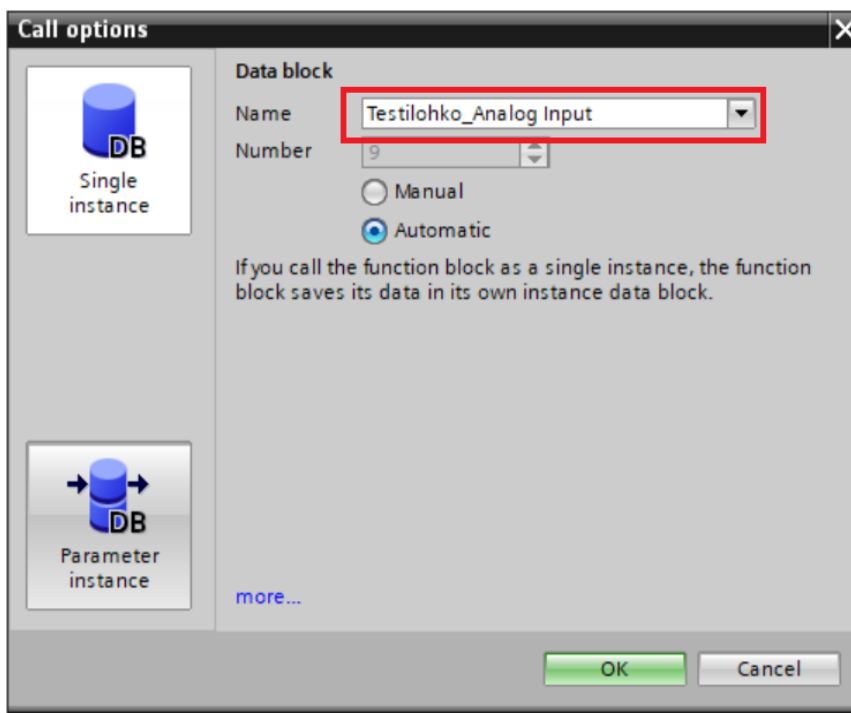 Call options
DB
Single
instance
DB
Parameter
instance
Data block
Name Testilohko_Analog Input
Number 9
Manual
Automatic
If you call the function block as a single instance, the function
block saves its data in its own instance data block.
more...
OK Cancel